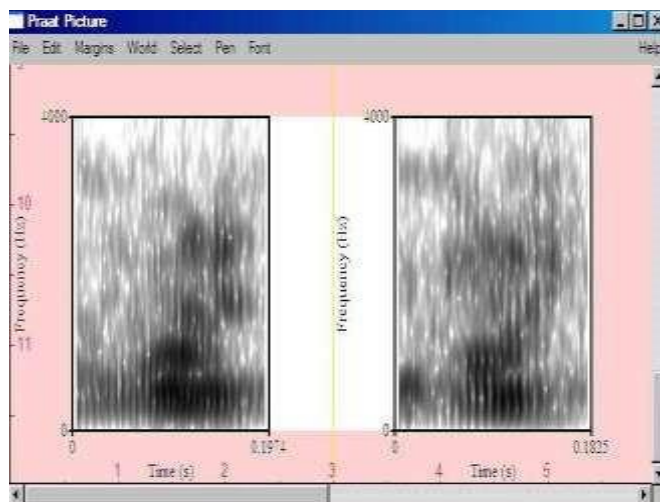 Praat Picture
File Edit Margins World Select Pen Font Help
4000 4000
10
Frequency (Hz) Frequency (Hz)
11
0 0
0 0.1974 0 0.1825
1 Time (s) 2 3 4 Time (s) 5